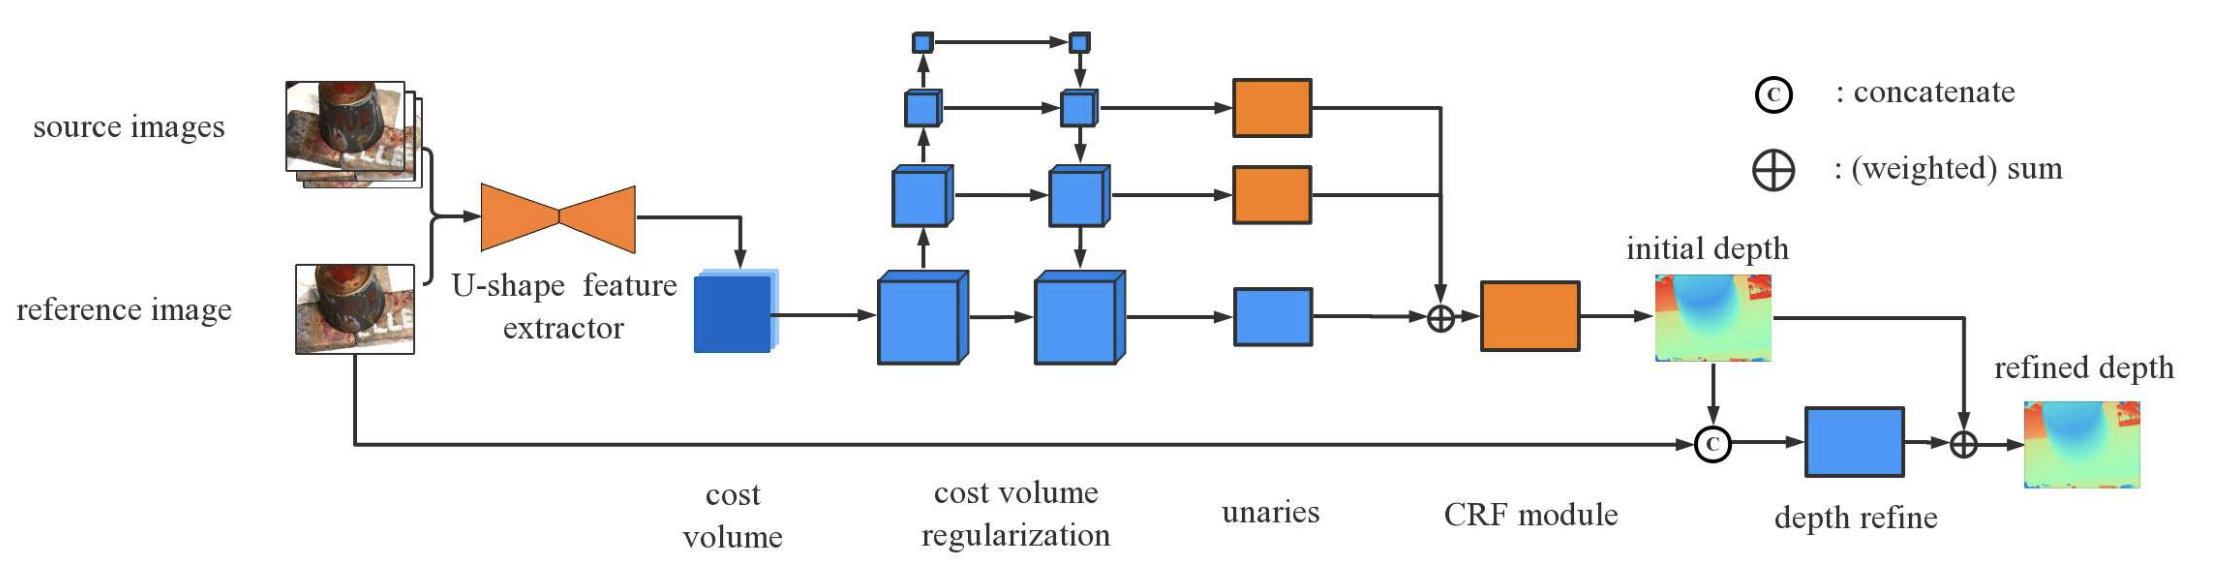 source images
reference image
U-shape feature
extractor
C : concatenate
: (weighted) sum
initial depth
refined depth
C
cost
volume
cost volume
regularization
unaries
CRF module
depth refine